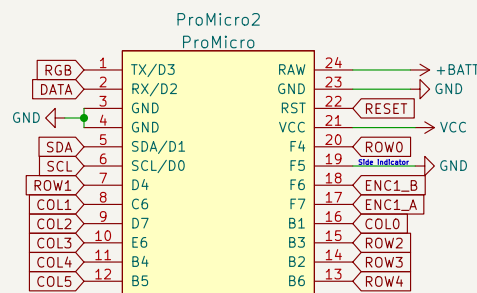 ProMicro2
ProMicro
RGB 1 TX/D3 RAW 24 +BATT
DATA 2 RX/D2 GND 23 GND
3 GND RST 22 RESET
GND 4 GND VCC 21 VCC
SDA 5 SDA/D1 F4 20 ROW0
SCL 6 SCL/D0 F5 19 Side Indicator GND
ROW1 7 D4 F6 18 ENC1_B
COL1 8 C6 F7 17 ENC1_A
COL2 9 D7 B1 16 COL0
COL3 10 E6 B3 15 ROW2
COL4 11 B4 B2 14 ROW3
COL5 12 B5 B6 13 ROW4